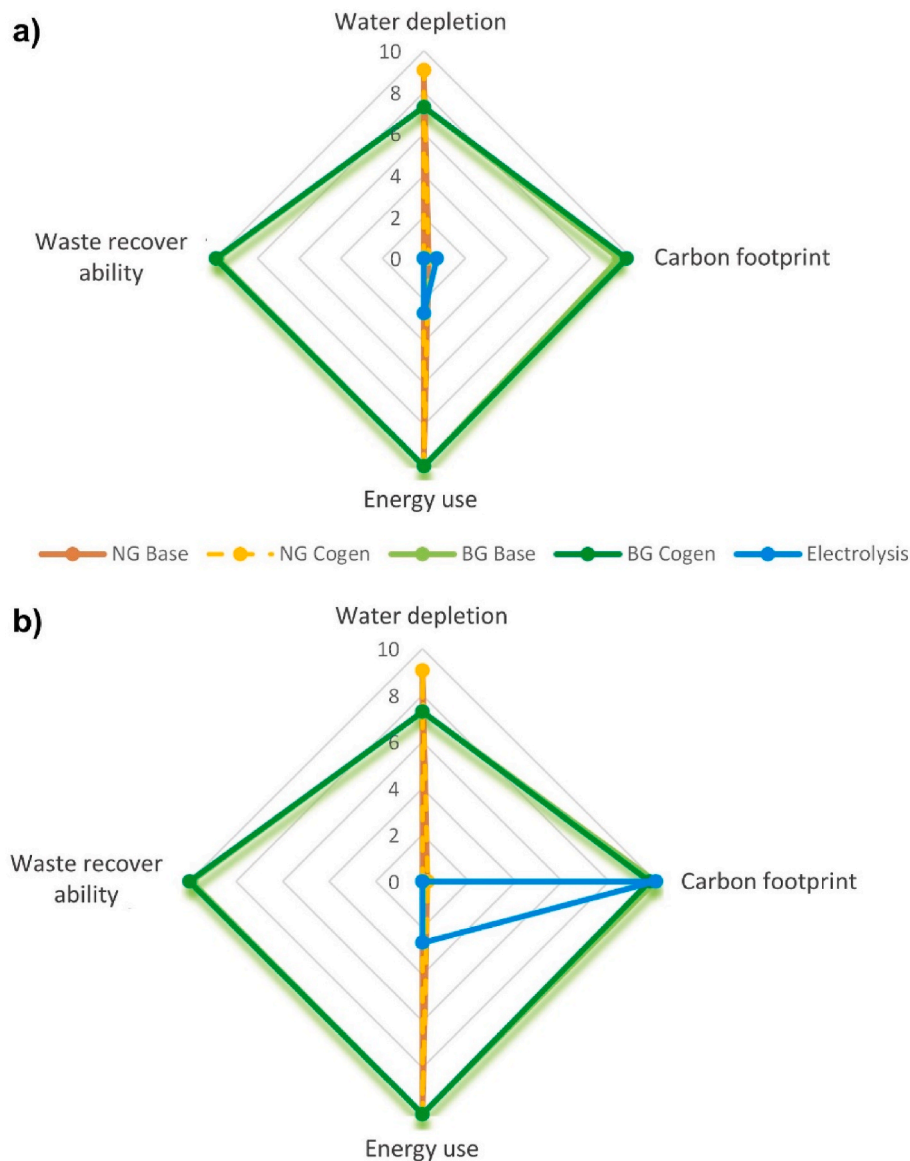 a)
Water depletion
10
8
6
4
2
0
Waste recover
ability
Carbon footprint
Energy use
NG Base NG Cogen BG Base BG Cogen Electrolysis
b)
Water depletion
10
8
6
4
2
0
Waste recover
ability
Carbon footprint
Energy use